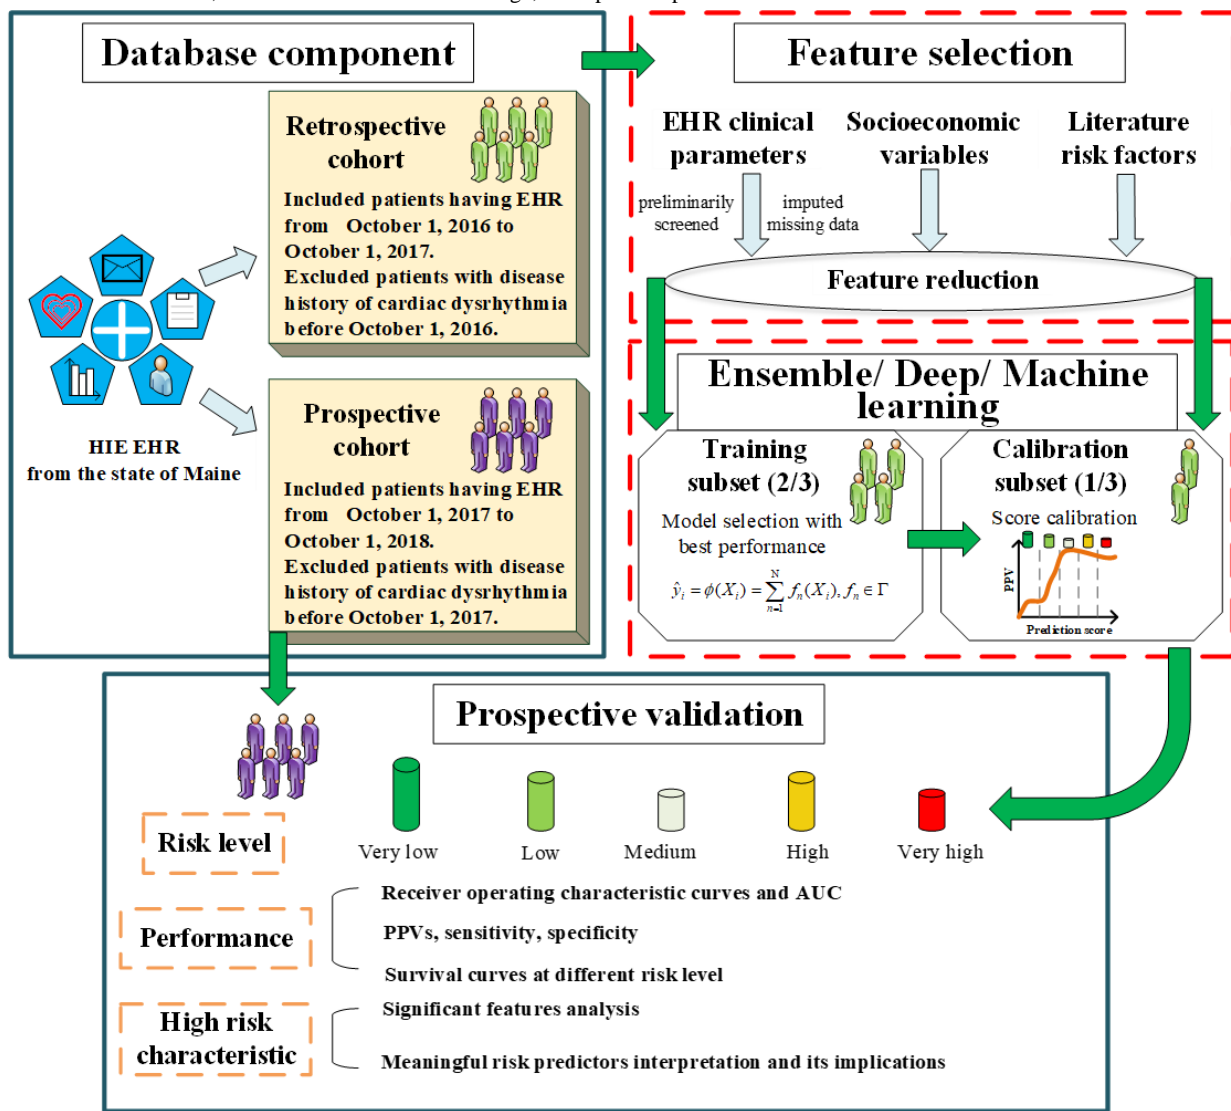 Database component
Retrospective
cohort
Included patients having EHR
from October 1, 2016 to
October 1, 2017.
Excluded patients with disease
history of cardiac dysrhythmia
before October 1, 2016.
HIE EHR
from the state of Maine
Prospective
cohort
Included patients having EHR
from October 1, 2017 to
October 1, 2018.
Excluded patients with disease
history of cardiac dysrhythmia
before October 1, 2017.
Feature selection
EHR clinical
parameters
Socioeconomic
variables
Literature
risk factors
preliminarily
screened
imputed
missing data
Feature reduction
Ensemble/ Deep/ Machine
learning
Training
subset (2/3)
Model selection with
best performance
ŷᵢ = ϕ(Xᵢ) = ∑ₙ₌₁ᴺ fₙ(Xᵢ), fₙ ∈ Γ
Calibration
subset (1/3)
Score calibration
PPV
Prediction score
Prospective validation
Risk level
Very low
Low
Medium
High
Very high
Performance
Receiver operating characteristic curves and AUC
PPVs, sensitivity, specificity
Survival curves at different risk level
High risk
characteristic
Significant features analysis
Meaningful risk predictors interpretation and its implications